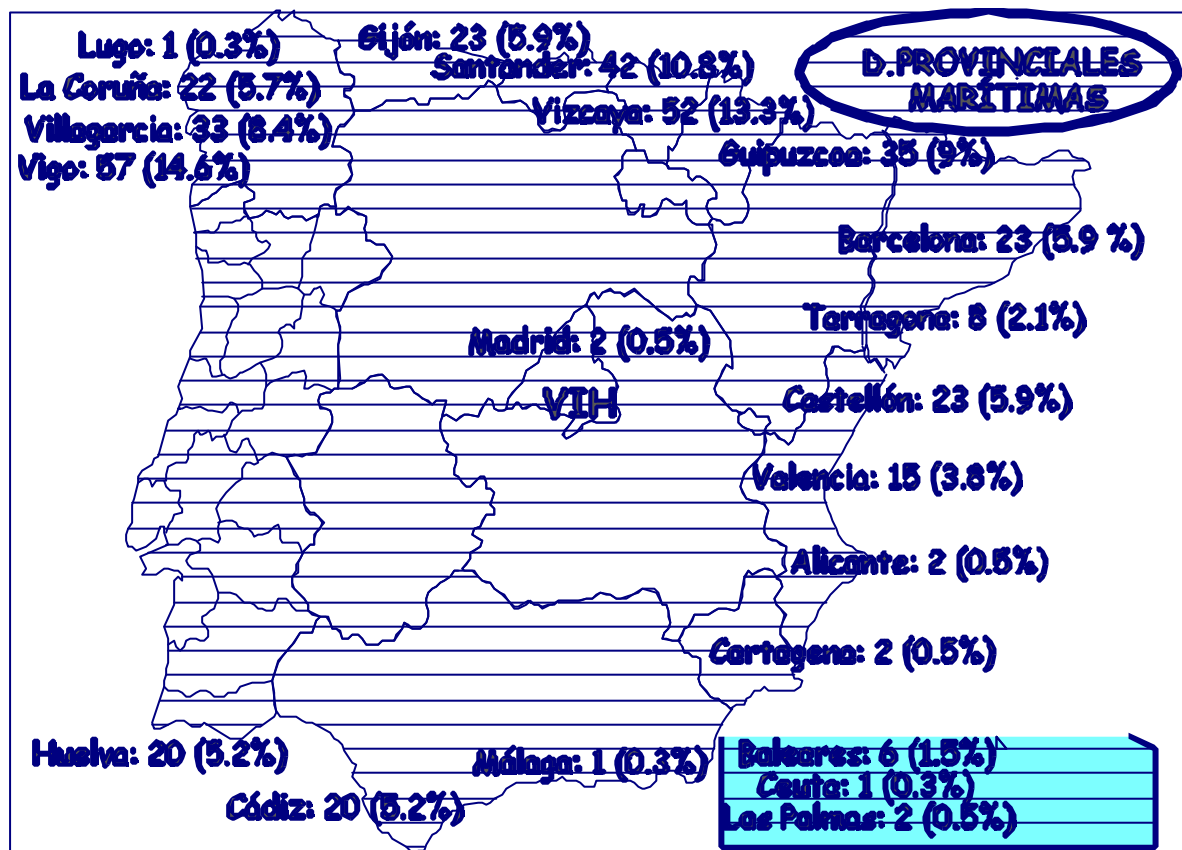 Lugo: 1 (0.3%)
Gijón: 23 (5.9%)
Santander: 42 (10.8%)
D.PROVINCIALES
MARÍTIMAS
La Coruña: 22 (5.7%)
Villagarcia: 33 (8.4%)
Vizcaya: 52 (13.3%)
Vigo: 57 (14.6%)
Guipuzcoa: 35 (9%)
Barcelona: 23 (5.9 %)
Tarragona: 8 (2.1%)
Madrid: 2 (0.5%)
VIH
Castellón: 23 (5.9%)
Valencia: 15 (3.8%)
Alicante: 2 (0.5%)
Cartagena: 2 (0.5%)
Huelva: 20 (5.2%)
Málaga: 1 (0.3%)
Cádiz: 20 (5.2%)
Baleares: 6 (1.5%)
Ceuta: 1 (0.3%)
Las Palmas: 2 (0.5%)